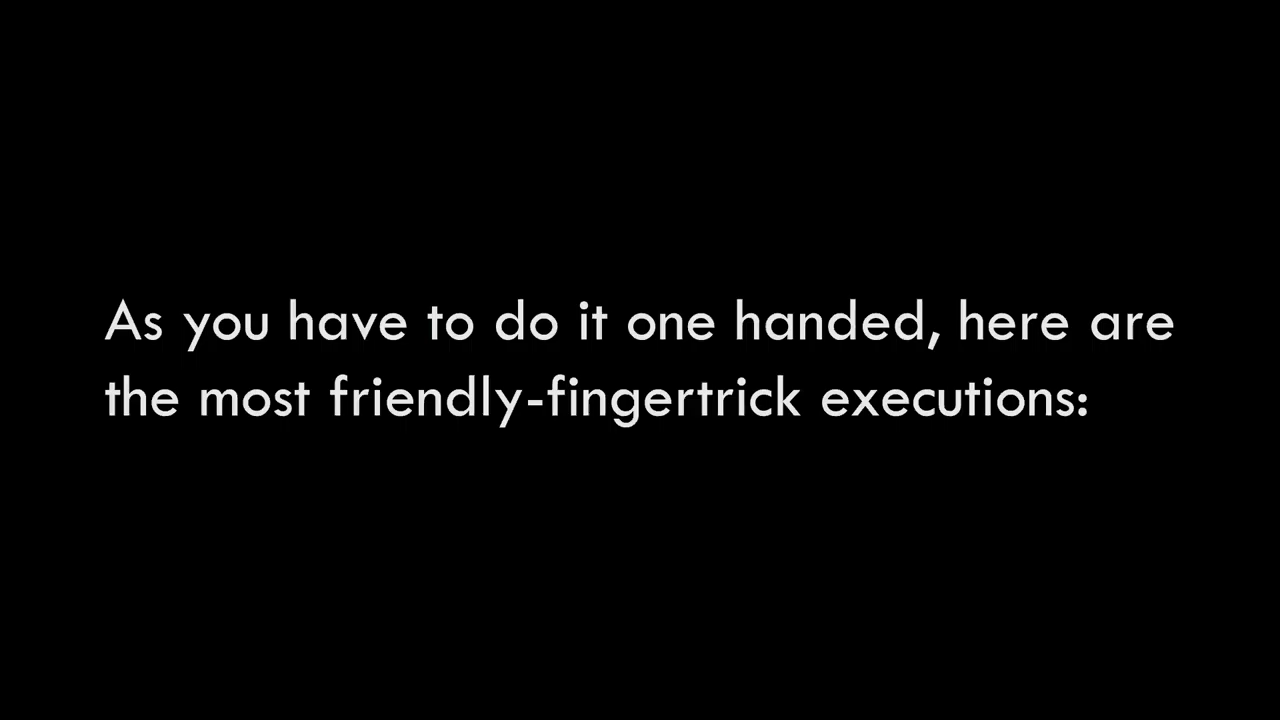 As you have to do it one handed, here are
the most friendly-fingertrick executions: